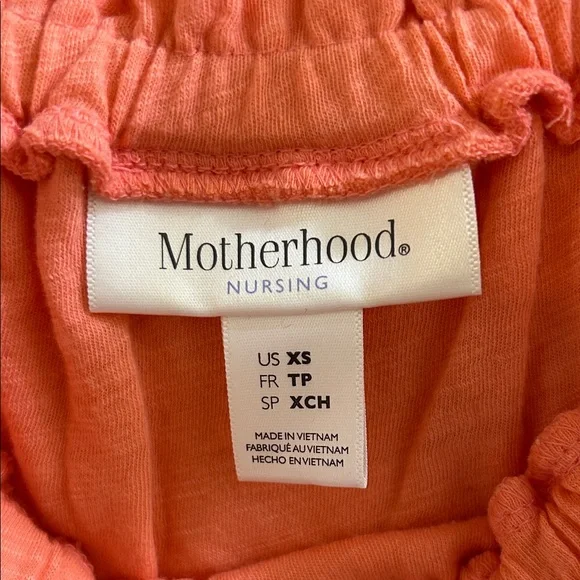 Motherhood®
NURSING
US XS
FR TP
SP XCH
MADE IN VIETNAM
FABRIQUÉ AU VIETNAM
HECHO EN VIETNAM